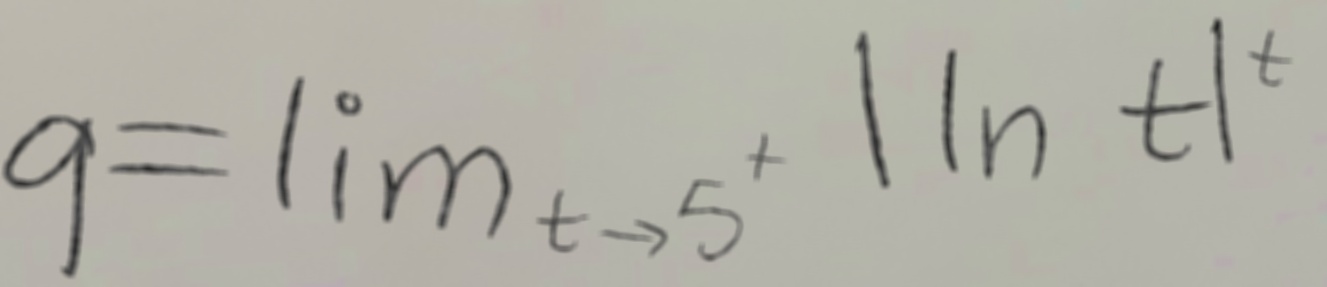 q = lim_{t→5^+} |ln t|^t